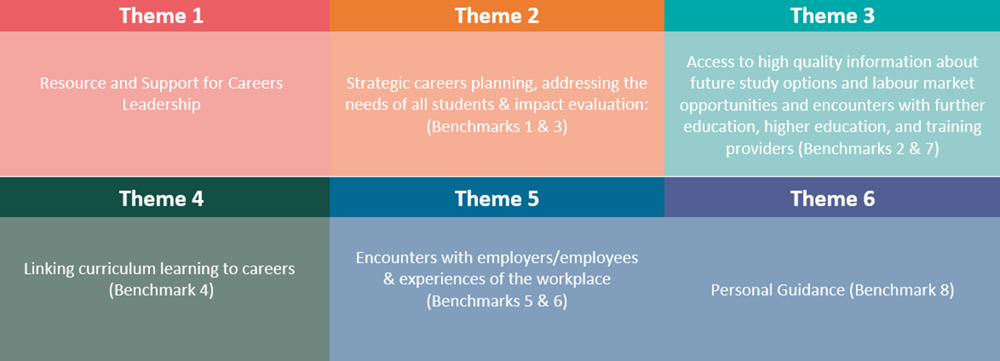 Theme 1
Theme 2
Theme 3
Resource and Support for Careers
Leadership
Strategic careers planning, addressing the
needs of all students & impact evaluation:
(Benchmarks 1 & 3)
Access to high quality information about
future study options and labour market
opportunities and encounters with further
education, higher education, and training
providers (Benchmarks 2 & 7)
Theme 4
Theme 5
Theme 6
Linking curriculum learning to careers
(Benchmark 4)
Encounters with employers/employees
& experiences of the workplace
(Benchmarks 5 & 6)
Personal Guidance (Benchmark 8)